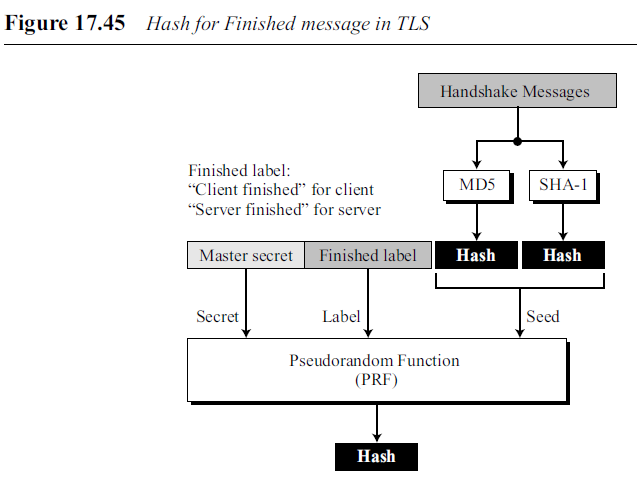 Figure 17.45 Hash for Finished message in TLS
Handshake Messages
Finished label:
“Client finished” for client
“Server finished” for server
MD5 SHA-1
Master secret Finished label Hash Hash
Secret Label Seed
Pseudorandom Function
(PRF)
Hash